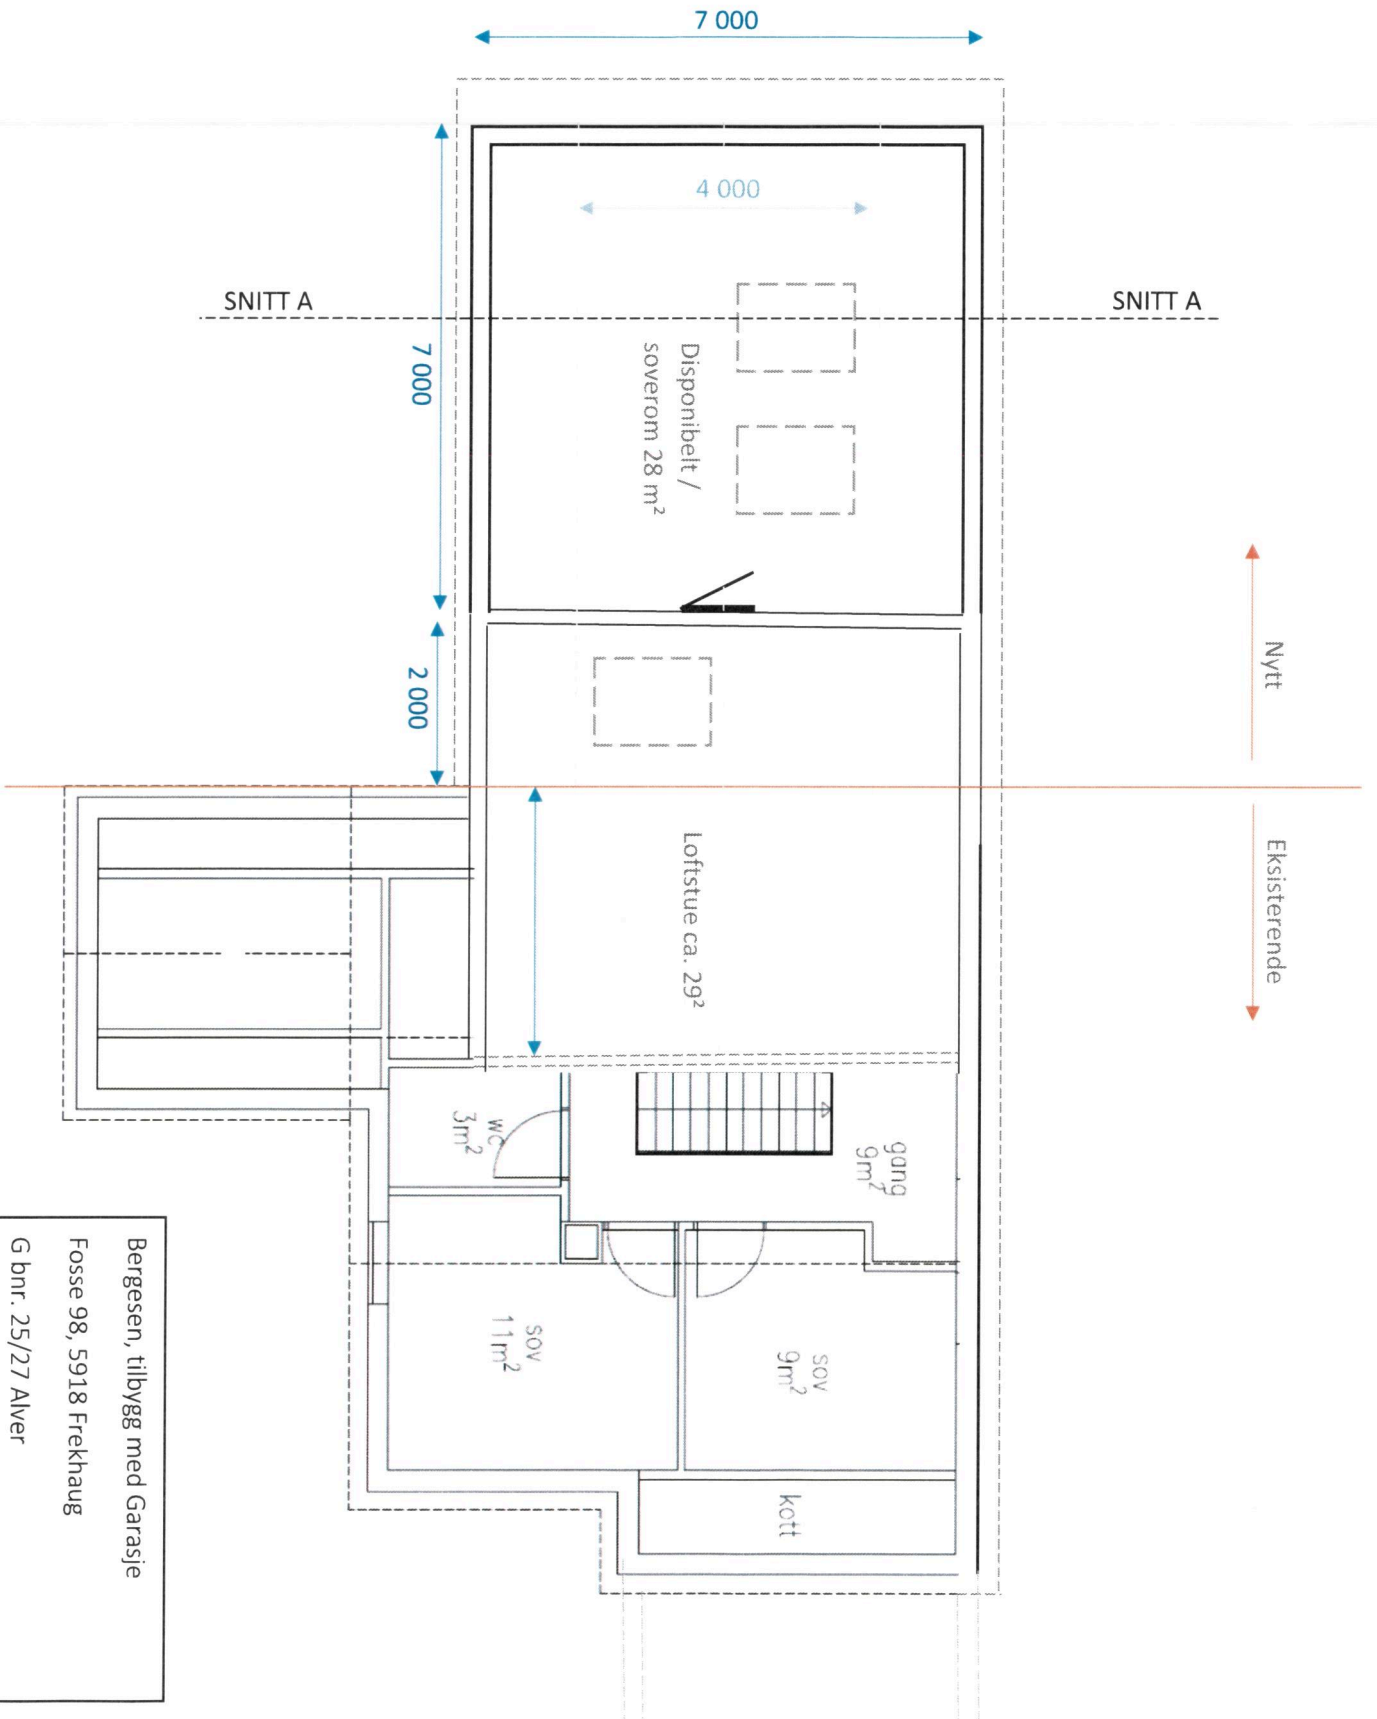 7 000
4 000
SNITT A
SNITT A
7 000
2 000
Disponibelt /
soverom 28 m²
Nytt
Eksisterende
Loftstue ca. 29²
wc
3m²
gang
9m²
sov
11m²
sov
9m²
kott
Bergesen, tilbygg med Garasje
Fosse 98, 5918 Frekhaug
G bnr. 25/27 Alver